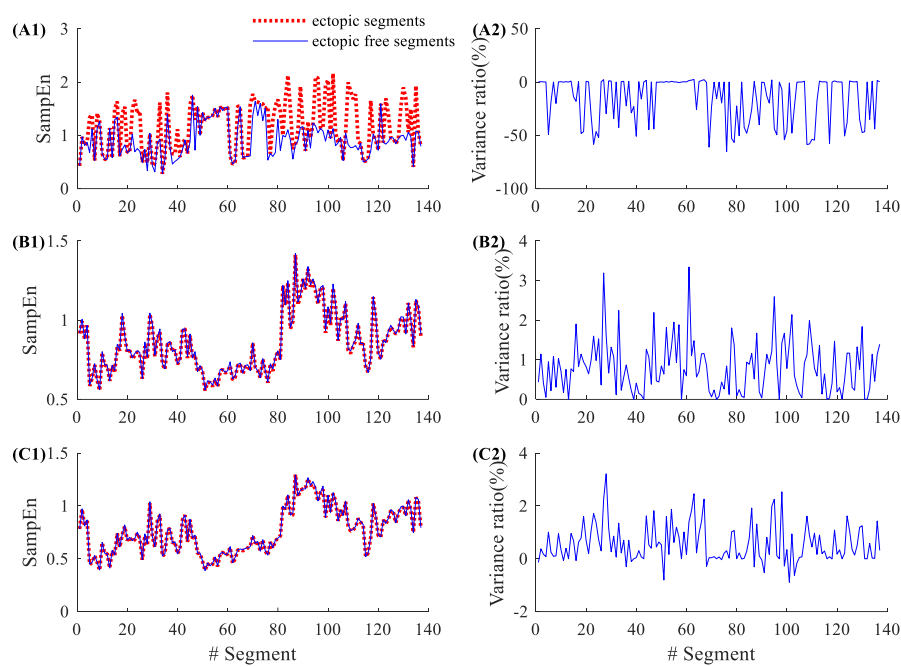 ectopic segments
ectopic free segments
(A1)
3
2
1
0
SampEn
0 20 40 60 80 100 120 140
(A2)
50
0
-50
-100
Variance ratio(%)
0 20 40 60 80 100 120 140
(B1)
1.5
1
0.5
SampEn
0 20 40 60 80 100 120 140
(B2)
4
3
2
1
0
Variance ratio(%)
0 20 40 60 80 100 120 140
(C1)
1.5
1
0.5
0
SampEn
0 20 40 60 80 100 120 140
# Segment
(C2)
4
2
0
-2
Variance ratio(%)
0 20 40 60 80 100 120 140
# Segment